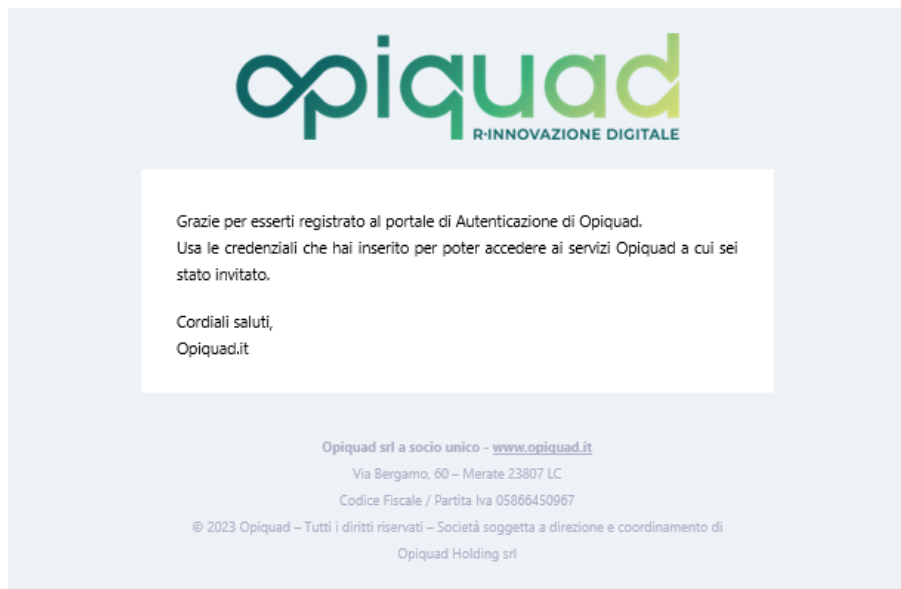 opiquad
R·INNOVAZIONE DIGITALE
Grazie per esserti registrato al portale di Autenticazione di Opiquad.
Usa le credenziali che hai inserito per poter accedere ai servizi Opiquad a cui sei
stato invitato.
Cordiali saluti,
Opiquad.it
Opiquad srl a socio unico - www.opiquad.it
Via Bergamo, 60 – Merate 23807 LC
Codice Fiscale / Partita Iva 05866450967
© 2023 Opiquad – Tutti i diritti riservati – Società soggetta a direzione e coordinamento di
Opiquad Holding srl